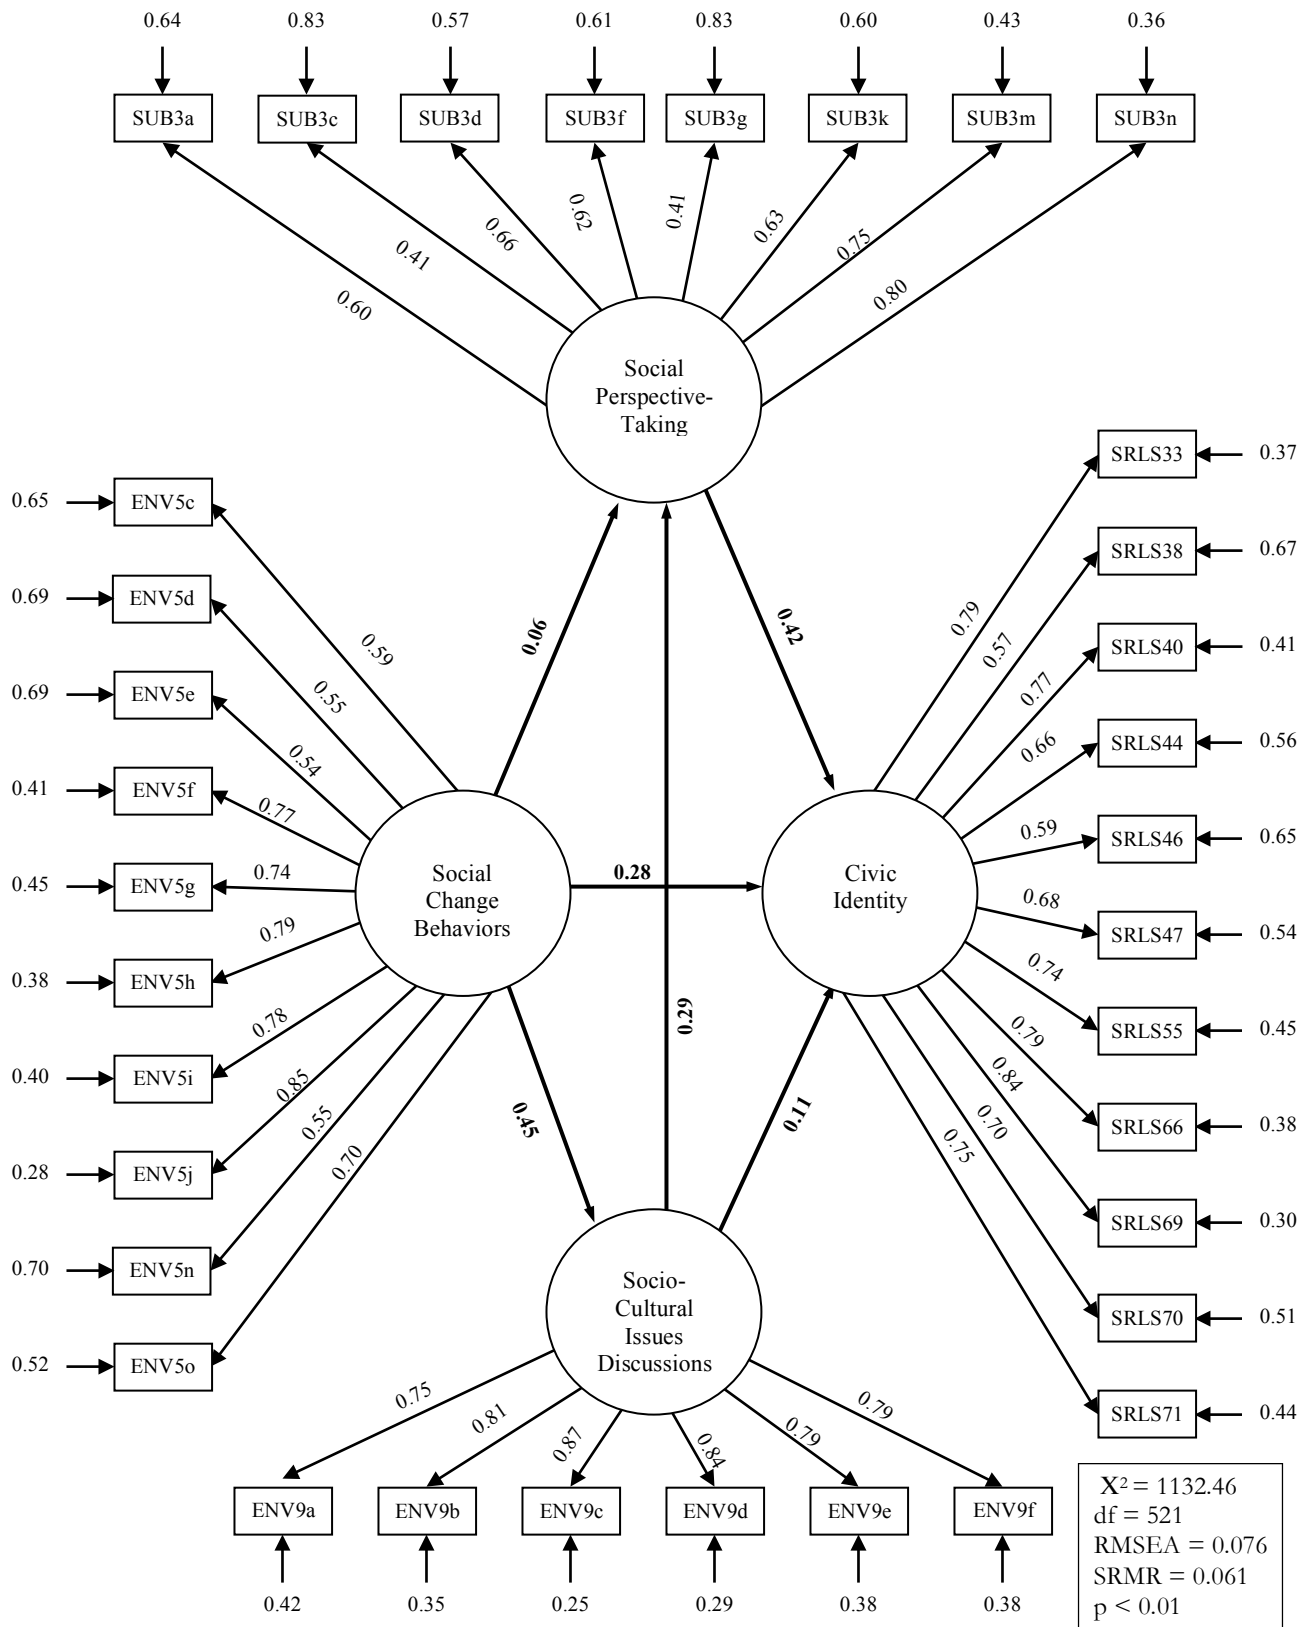 0.64 0.83 0.57 0.61 0.83 0.60 0.43 0.36
SUB3a SUB3c SUB3d SUB3f SUB3g SUB3k SUB3m SUB3n
0.60 0.41 0.66 0.62 0.41 0.63 0.75 0.80
Social
Perspective-
Taking
0.65 ENV5c
0.69 ENV5d
0.69 ENV5e
0.41 ENV5f
0.45 ENV5g
0.38 ENV5h
0.40 ENV5i
0.28 ENV5j
0.70 ENV5n
0.52 ENV5o
0.59
0.55
0.54
0.77
0.74
0.79
0.78
0.85
0.55
0.70
Social
Change
Behaviors
0.06
0.42
0.28
0.29
0.45
0.11
Civic
Identity
0.79
0.57
0.77
0.66
0.59
0.68
0.74
0.79
0.84
0.70
0.75
SRLS33 0.37
SRLS38 0.67
SRLS40 0.41
SRLS44 0.56
SRLS46 0.65
SRLS47 0.54
SRLS55 0.45
SRLS66 0.38
SRLS69 0.30
SRLS70 0.51
SRLS71 0.44
Socio-
Cultural
Issues
Discussions
0.75 0.81 0.87 0.84 0.79 0.79
ENV9a ENV9b ENV9c ENV9d ENV9e ENV9f
0.42 0.35 0.25 0.29 0.38 0.38
X² = 1132.46
df = 521
RMSEA = 0.076
SRMR = 0.061
p < 0.01